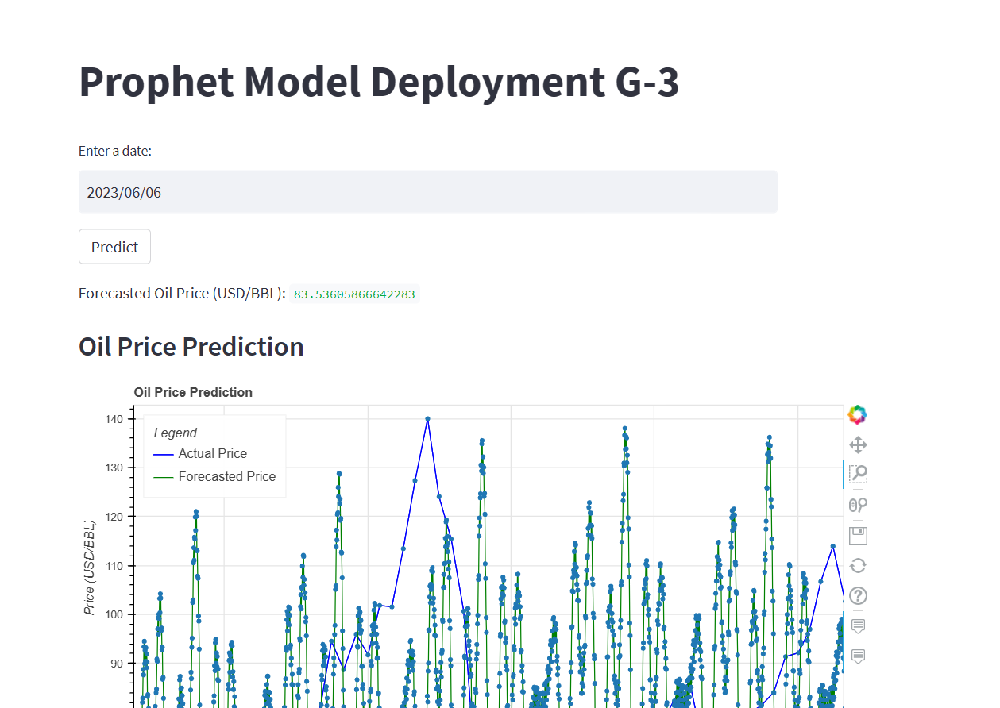 Prophet Model Deployment G-3
Enter a date:
2023/06/06
Predict
Forecasted Oil Price (USD/BBL): 83.53605866642283
Oil Price Prediction
Oil Price Prediction
Legend
Actual Price
Forecasted Price
140
130
120
110
100
90
Price (USD/BBL)